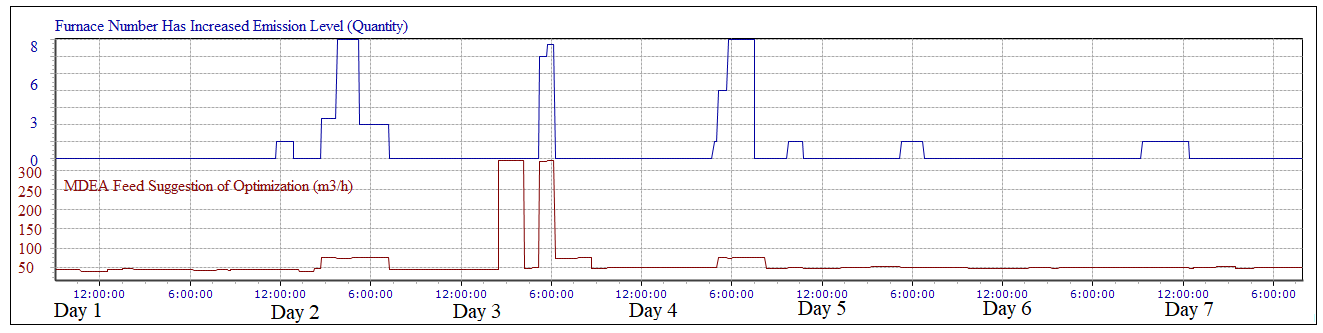 Furnace Number Has Increased Emission Level (Quantity)
8
6
3
0
300
MDEA Feed Suggestion of Optimization (m3/h)
250
200
150
100
50
12:00:00 6:00:00 12:00:00 6:00:00 12:00:00 6:00:00 12:00:00 6:00:00 12:00:00 6:00:00 12:00:00 6:00:00 12:00:00 6:00:00
Day 1 Day 2 Day 3 Day 4 Day 5 Day 6 Day 7